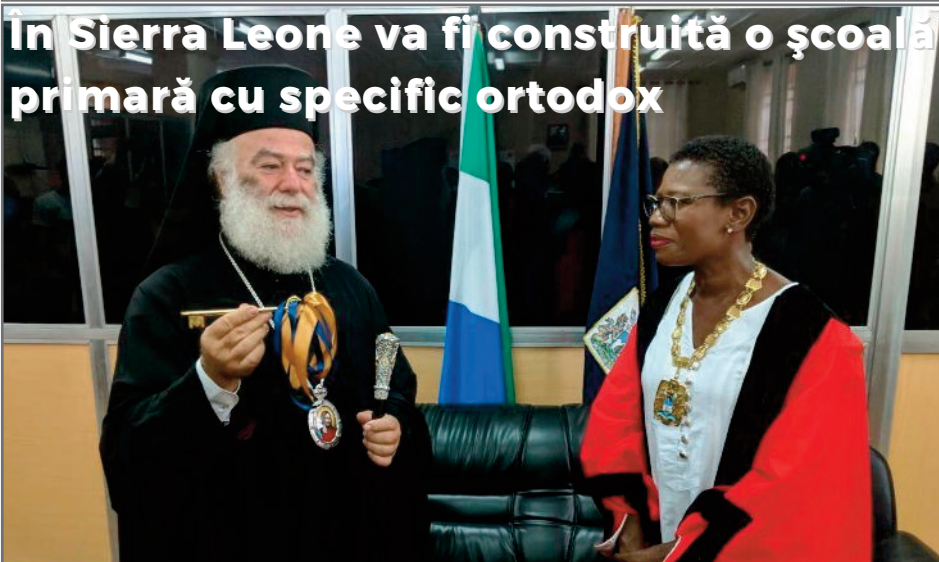 În Sierra Leone va fi construită o şcoală
primară cu specific ortodox